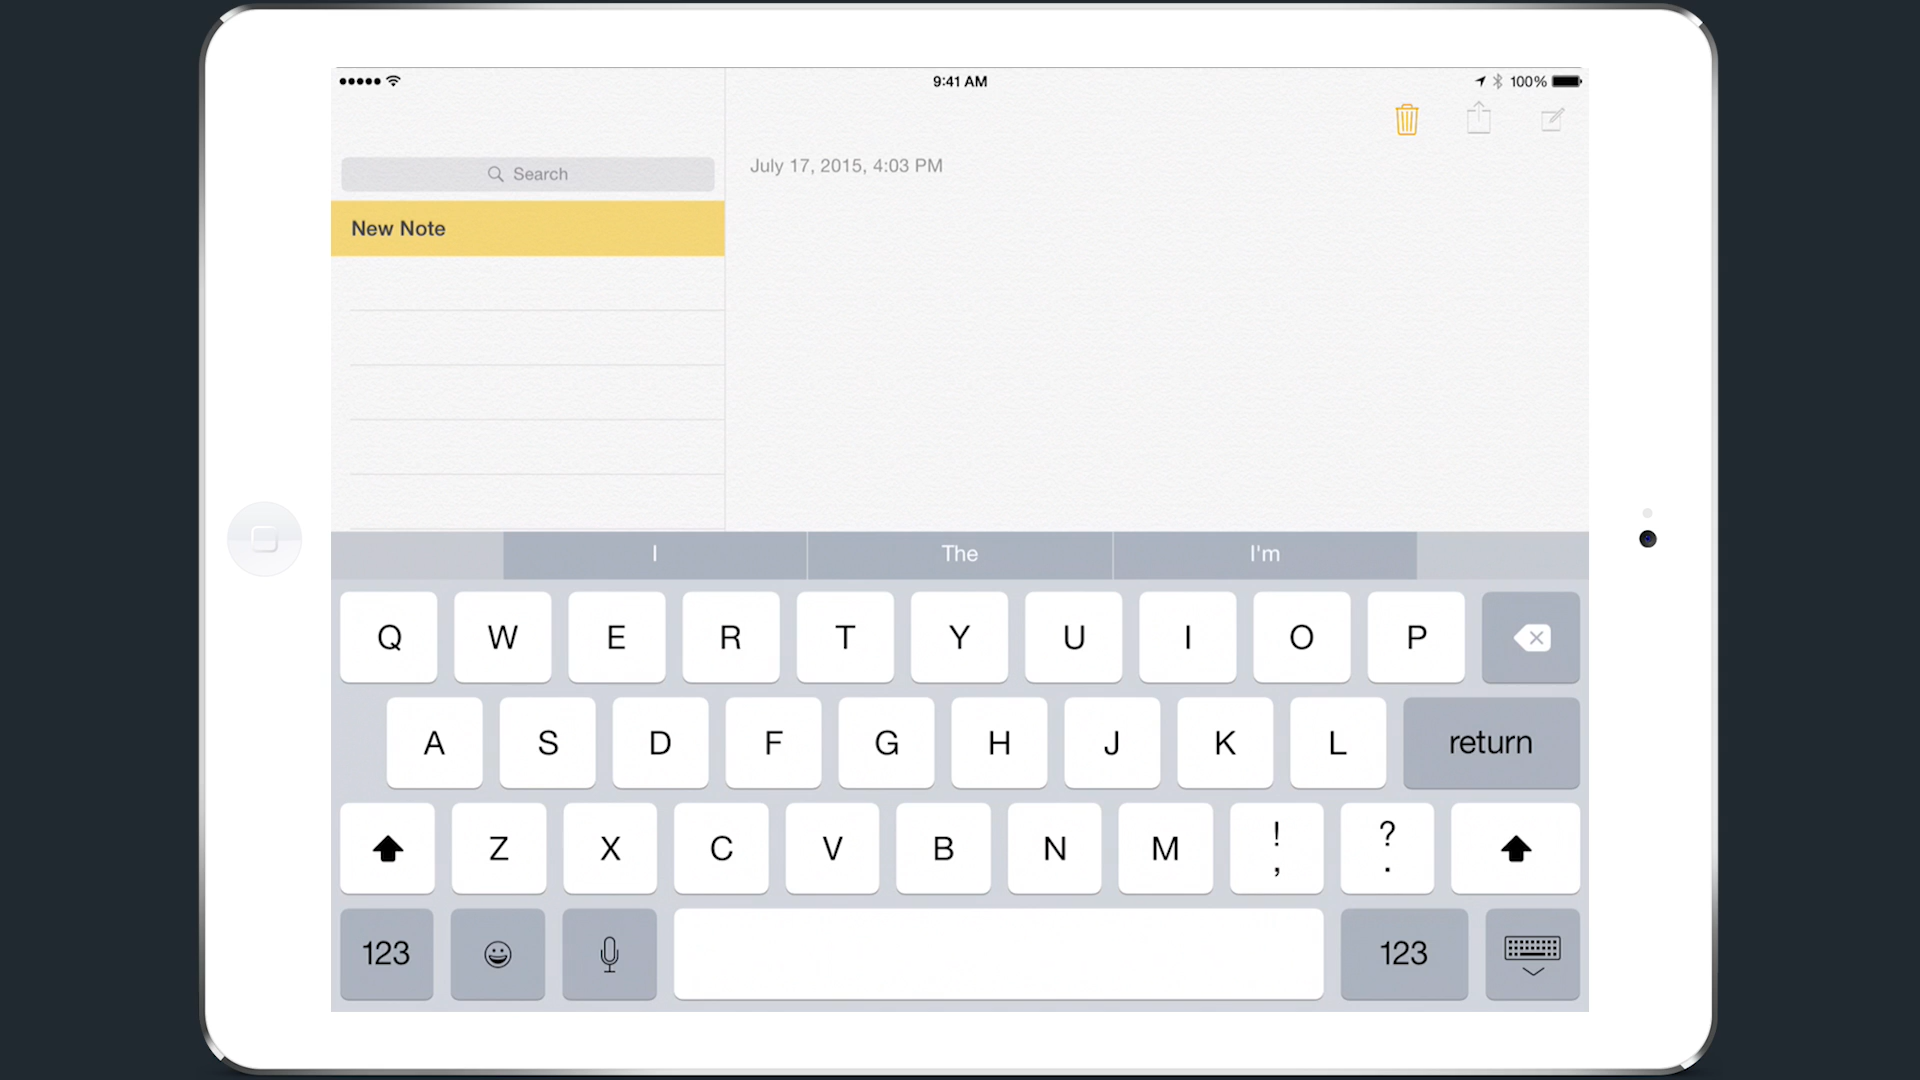 9:41 AM
100%
Search
July 17, 2015, 4:03 PM
New Note
I The I'm
Q W E R T Y U I O P
A S D F G H J K L return
Z X C V B N M ! , ? .
123 123